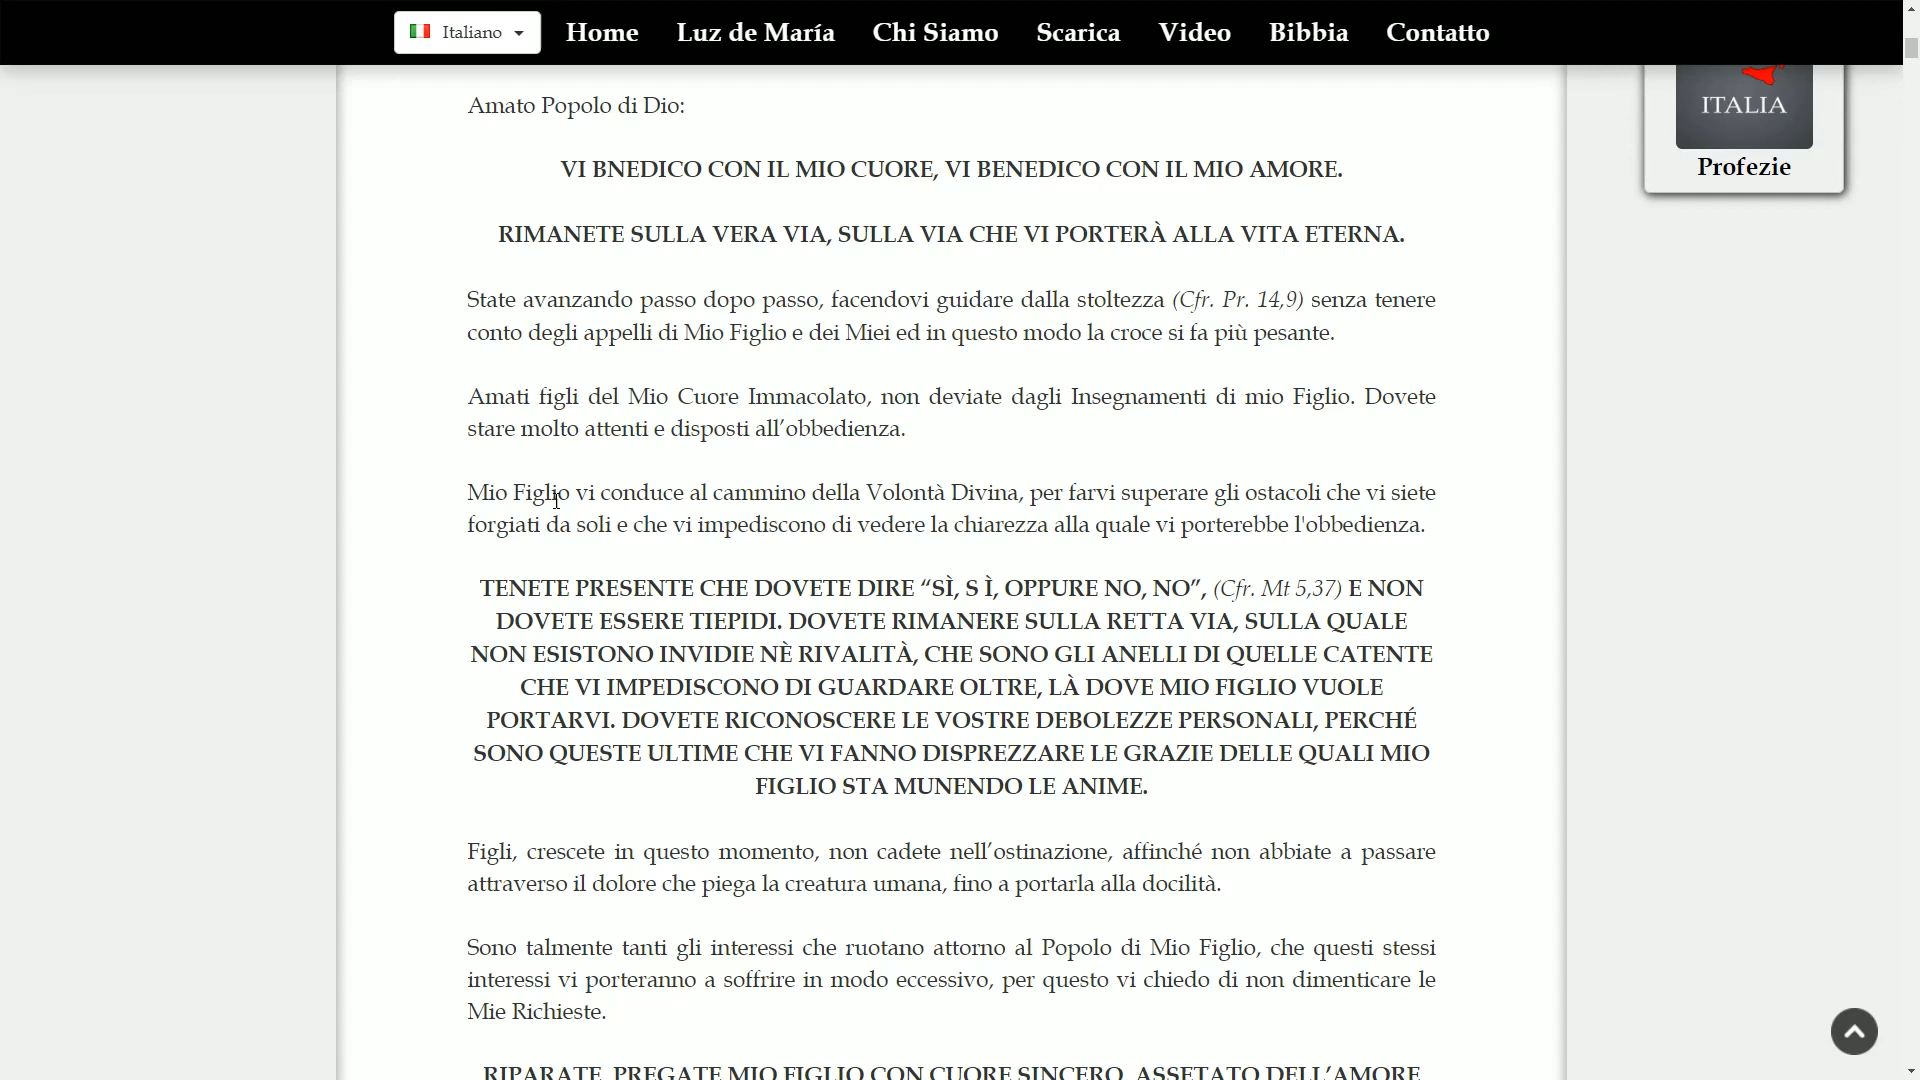 Italiano
Home
Luz de María
Chi Siamo
Scarica
Video
Bibbia
Contatto
ITALIA
Profezie
Amato Popolo di Dio:
VI BNEDICO CON IL MIO CUORE, VI BENEDICO CON IL MIO AMORE.
RIMANETE SULLA VERA VIA, SULLA VIA CHE VI PORTERÀ ALLA VITA ETERNA.
State avanzando passo dopo passo, facendovi guidare dalla stoltezza (Cfr. Pr. 14,9) senza tenere
conto degli appelli di Mio Figlio e dei Miei ed in questo modo la croce si fa più pesante.
Amati figli del Mio Cuore Immacolato, non deviate dagli Insegnamenti di mio Figlio. Dovete
stare molto attenti e disposti all’obbedienza.
Mio Figlio vi conduce al cammino della Volontà Divina, per farvi superare gli ostacoli che vi siete
forgiati da soli e che vi impediscono di vedere la chiarezza alla quale vi porterebbe l'obbedienza.
TENETE PRESENTE CHE DOVETE DIRE “SÌ, S Ì, OPPURE NO, NO”, (Cfr. Mt 5,37) E NON
DOVETE ESSERE TIEPIDI. DOVETE RIMANERE SULLA RETTA VIA, SULLA QUALE
NON ESISTONO INVIDIE NÈ RIVALITÀ, CHE SONO GLI ANELLI DI QUELLE CATENTE
CHE VI IMPEDISCONO DI GUARDARE OLTRE, LÀ DOVE MIO FIGLIO VUOLE
PORTARVI. DOVETE RICONOSCERE LE VOSTRE DEBOLEZZE PERSONALI, PERCHÉ
SONO QUESTE ULTIME CHE VI FANNO DISPREZZARE LE GRAZIE DELLE QUALI MIO
FIGLIO STA MUNENDO LE ANIME.
Figli, crescete in questo momento, non cadete nell’ostinazione, affinché non abbiate a passare
attraverso il dolore che piega la creatura umana, fino a portarla alla docilità.
Sono talmente tanti gli interessi che ruotano attorno al Popolo di Mio Figlio, che questi stessi
interessi vi porteranno a soffrire in modo eccessivo, per questo vi chiedo di non dimenticare le
Mie Richieste.
RIPARATE, PREGATE MIO FIGLIO CON CUORE SINCERO, ASSETATO DELL’AMORE